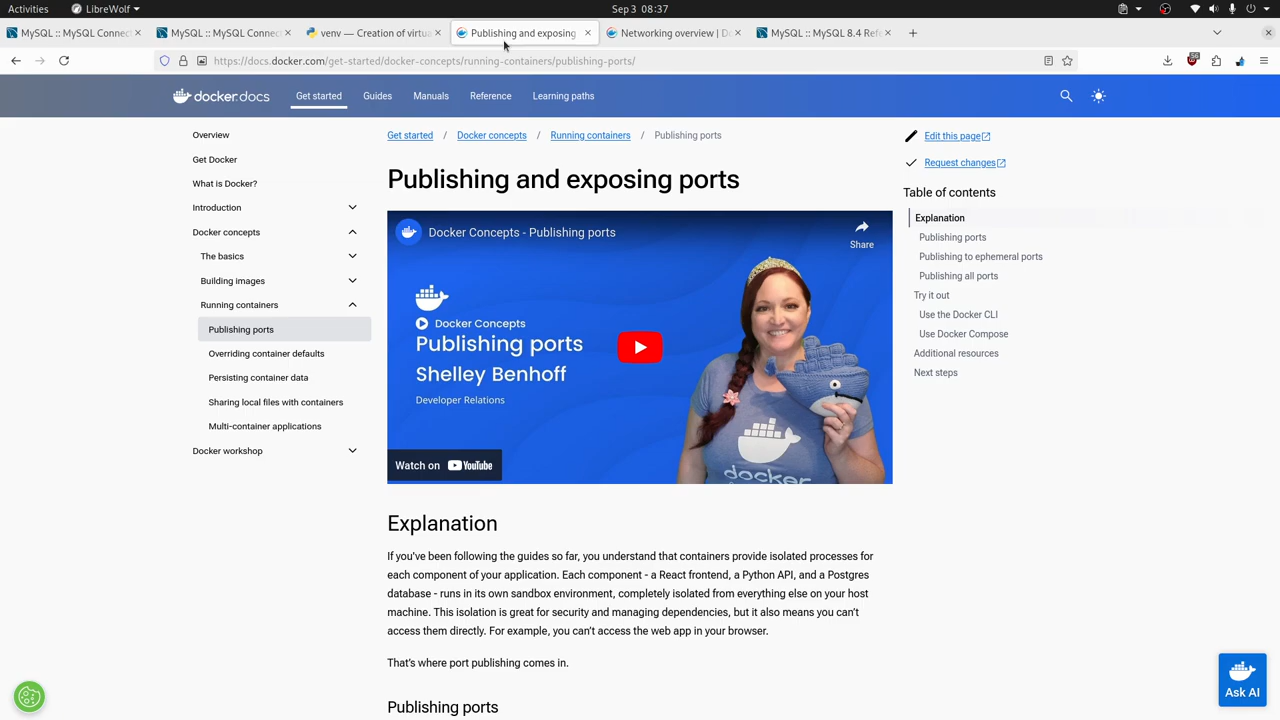 Activities
LibreWolf
Sep 3 08:37
MySQL :: MySQL Connect
MySQL :: MySQL Connect
venv — Creation of virtua
Publishing and exposing
Networking overview | Do
MySQL :: MySQL 8.4 Ref
https://docs.docker.com/get-started/docker-concepts/running-containers/publishing-ports/
56
docker.docs
Get started
Guides
Manuals
Reference
Learning paths
Overview
Get Docker
What is Docker?
Introduction
Docker concepts
The basics
Building images
Running containers
Publishing ports
Overriding container defaults
Persisting container data
Sharing local files with containers
Multi-container applications
Docker workshop
Get started / Docker concepts / Running containers / Publishing ports
Publishing and exposing ports
Docker Concepts - Publishing ports
Share
Docker Concepts
Publishing ports
Shelley Benhoff
Developer Relations
docker
Watch on YouTube
Explanation
If you've been following the guides so far, you understand that containers provide isolated processes for
each component of your application. Each component - a React frontend, a Python API, and a Postgres
database - runs in its own sandbox environment, completely isolated from everything else on your host
machine. This isolation is great for security and managing dependencies, but it also means you can't
access them directly. For example, you can't access the web app in your browser.
That's where port publishing comes in.
Publishing ports
Edit this page
Request changes
Table of contents
Explanation
Publishing ports
Publishing to ephemeral ports
Publishing all ports
Try it out
Use the Docker CLI
Use Docker Compose
Additional resources
Next steps
Ask AI